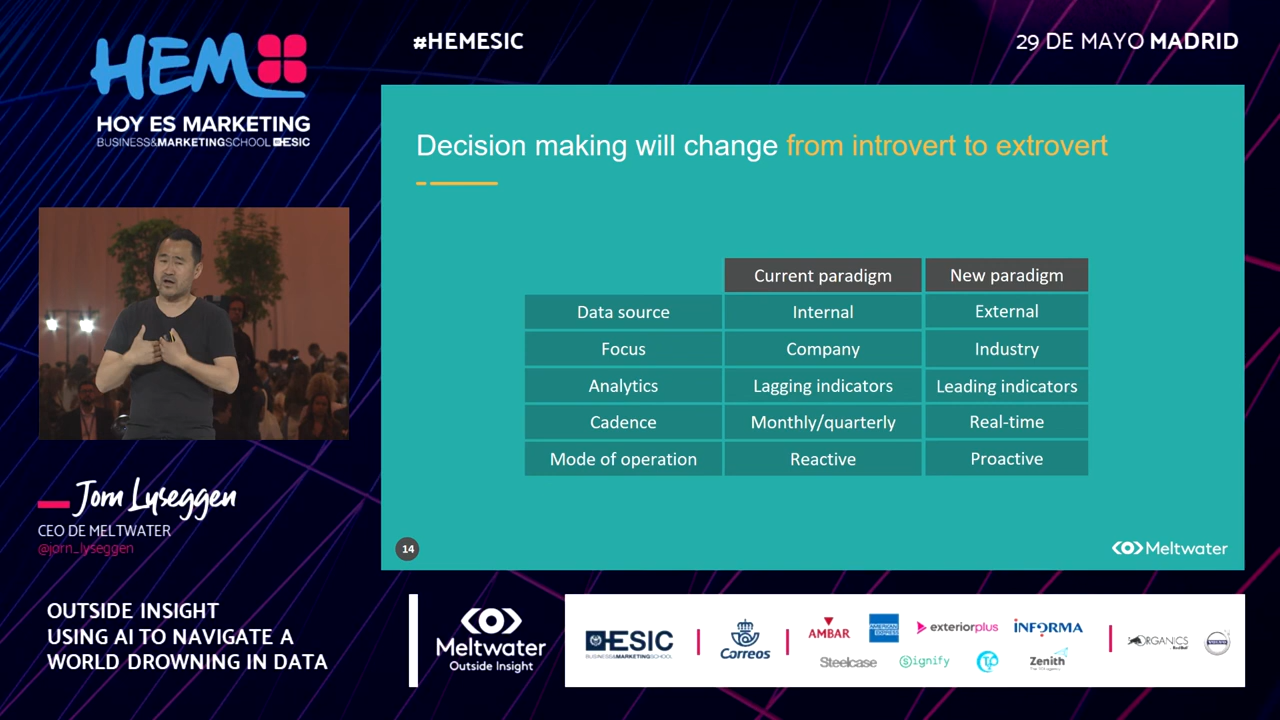 HEM
HOY ES MARKETING
BUSINESS&MARKETINGSCHOOL ESIC
#HEMESIC
29 DE MAYO MADRID
Decision making will change from introvert to extrovert
Current paradigm New paradigm
Data source Internal External
Focus Company Industry
Analytics Lagging indicators Leading indicators
Cadence Monthly/quarterly Real-time
Mode of operation Reactive Proactive
14
Meltwater
Jorn Lyseggen
CEO DE MELTWATER
@jorn_lyseggen
OUTSIDE INSIGHT
USING AI TO NAVIGATE A
WORLD DROWNING IN DATA
Meltwater
Outside Insight
ESIC
BUSINESS&MARKETINGSCHOOL
Correos
AMBAR
AMERICAN EXPRESS
exteriorplus
INFORMA
Steelcase
Signify
Zenith
ORGANICS